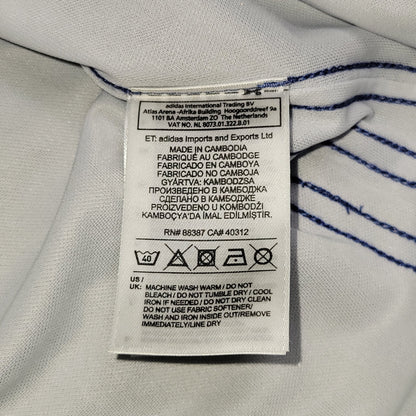 adidas International Trading BV
Atlas Arena -Afrika Building Hoogoorddreef 9a
1101 BA Amsterdam ZO The Netherlands
VAT NO. NL 8073.01.322.B.01
ET: adidas Imports and Exports Ltd
MADE IN CAMBODIA
FABRIQUÉ AU CAMBODGE
FABRICADO EN CAMBOYA
FABRICADO NO CAMBOJA
GYÁRTVA: KAMBODZSA
ПРОИЗВЕДЕНО В КАМБОДЖА
СДЕЛАНО В КАМБОДЖЕ
PROIZVEDENO U KOMBODŽI
KAMBOÇYA'DA İMAL EDİLMİŞTİR.
RN# 88387 CA# 40312
40
US /
UK: MACHINE WASH WARM / DO NOT
BLEACH / DO NOT TUMBLE DRY / COOL
IRON IF NEEDED / DO NOT DRY CLEAN
DO NOT USE FABRIC SOFTENER/
WASH AND IRON INSIDE OUT/REMOVE
IMMEDIATELY/LINE DRY